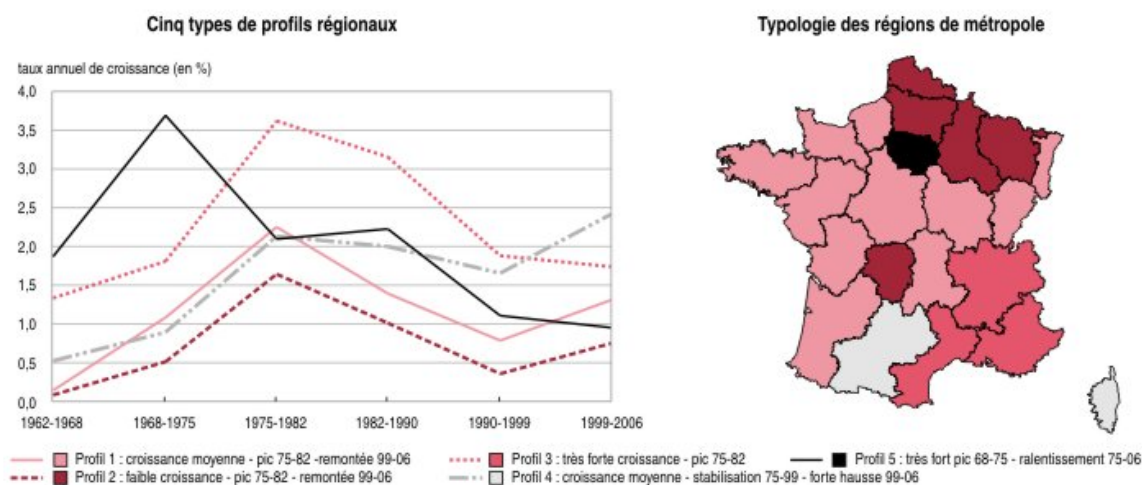 Cinq types de profils régionaux
Typologie des régions de métropole
taux annuel de croissance (en %)
4,0
3,5
3,0
2,5
2,0
1,5
1,0
0,5
0,0
1962-1968 1968-1975 1975-1982 1982-1990 1990-1999 1999-2006
Profil 1 : croissance moyenne - pic 75-82 -remontée 99-06
Profil 3 : très forte croissance - pic 75-82
Profil 5 : très fort pic 68-75 - ralentissement 75-06
Profil 2 : faible croissance - pic 75-82 - remontée 99-06
Profil 4 : croissance moyenne - stabilisation 75-99 - forte hausse 99-06